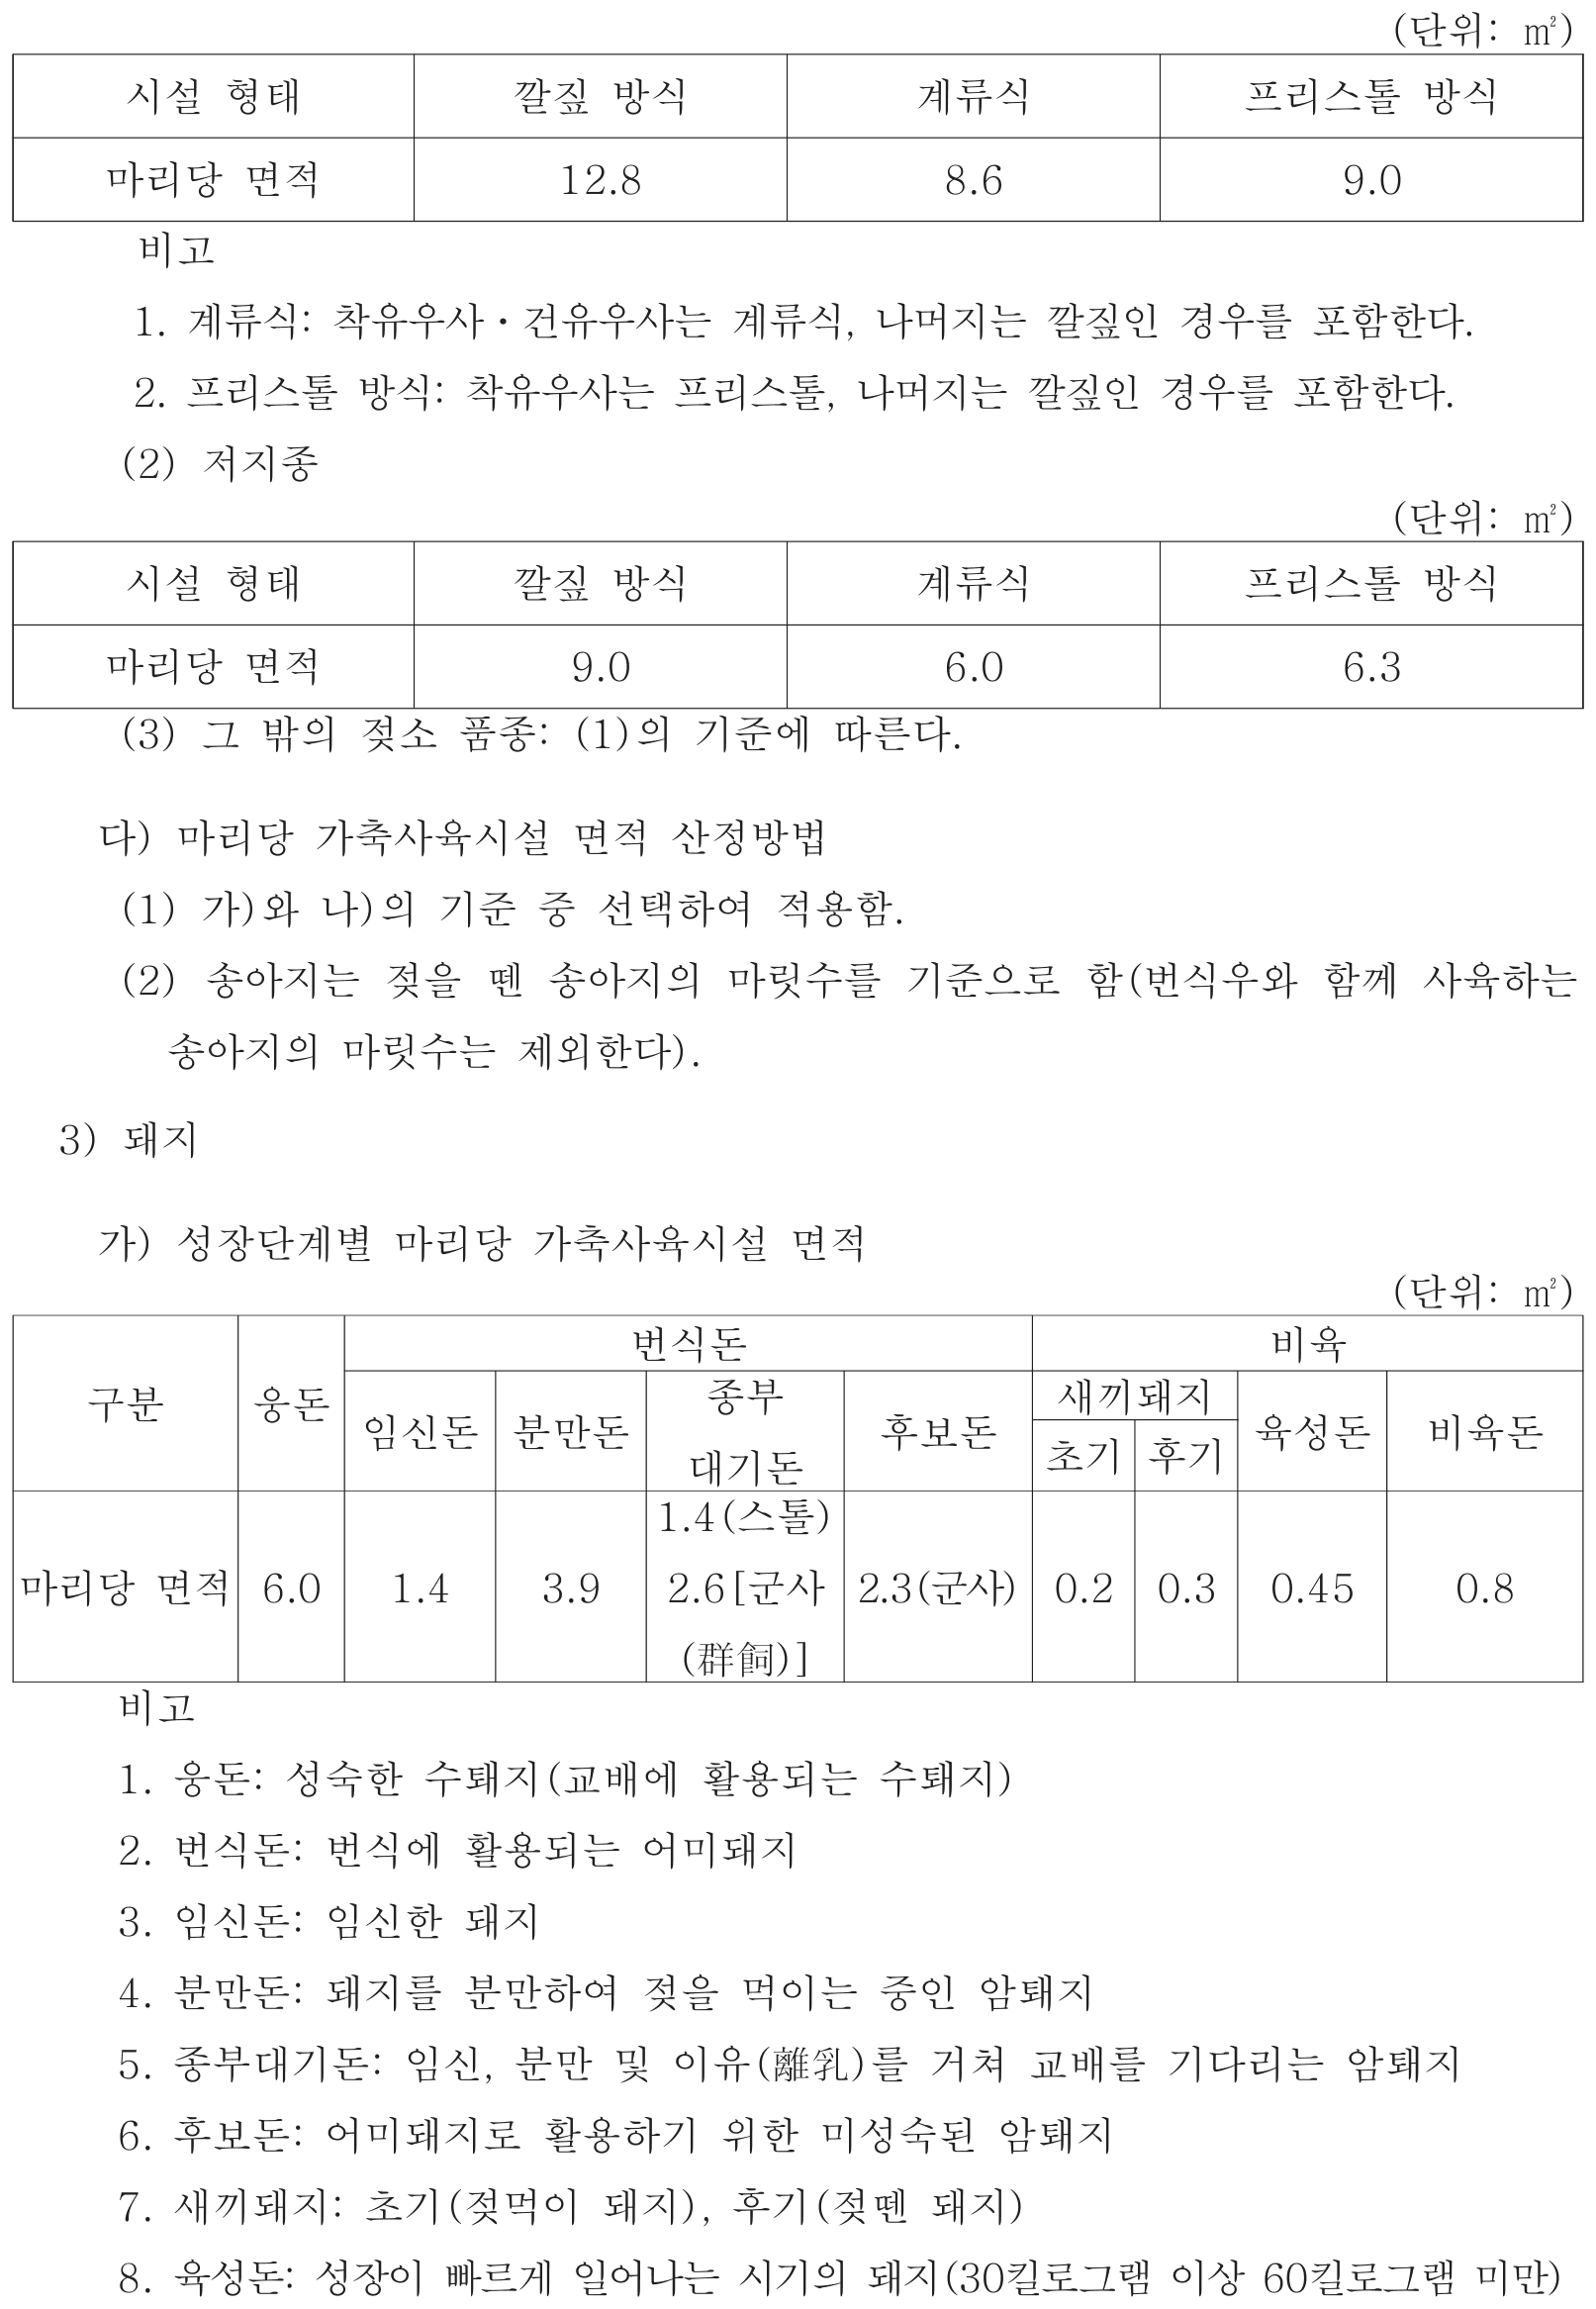 (단위: ㎡)
시설 형태 깔짚 방식 계류식 프리스톨 방식
마리당 면적 12.8 8.6 9.0
비고
1. 계류식: 착유우사·건유우사는 계류식, 나머지는 깔짚인 경우를 포함한다.
2. 프리스톨 방식: 착유우사는 프리스톨, 나머지는 깔짚인 경우를 포함한다.
(2) 저지종
(단위: ㎡)
시설 형태 깔짚 방식 계류식 프리스톨 방식
마리당 면적 9.0 6.0 6.3
(3) 그 밖의 젖소 품종: (1)의 기준에 따른다.
다) 마리당 가축사육시설 면적 산정방법
(1) 가)와 나)의 기준 중 선택하여 적용함.
(2) 송아지는 젖을 뗀 송아지의 마릿수를 기준으로 함(번식우와 함께 사육하는
송아지의 마릿수는 제외한다).
3) 돼지
가) 성장단계별 마리당 가축사육시설 면적
(단위: ㎡)
구분 웅돈 번식돈 비육
임신돈 분만돈 종부 후보돈 새끼돼지 육성돈 비육돈
대기돈 초기 후기
1.4(스톨)
마리당 면적 6.0 1.4 3.9 2.6[군사 2.3(군사) 0.2 0.3 0.45 0.8
(群飼)]
비고
1. 웅돈: 성숙한 수퇘지(교배에 활용되는 수퇘지)
2. 번식돈: 번식에 활용되는 어미돼지
3. 임신돈: 임신한 돼지
4. 분만돈: 돼지를 분만하여 젖을 먹이는 중인 암퇘지
5. 종부대기돈: 임신, 분만 및 이유(離乳)를 거쳐 교배를 기다리는 암퇘지
6. 후보돈: 어미돼지로 활용하기 위한 미성숙된 암퇘지
7. 새끼돼지: 초기(젖먹이 돼지), 후기(젖뗀 돼지)
8. 육성돈: 성장이 빠르게 일어나는 시기의 돼지(30킬로그램 이상 60킬로그램 미만)